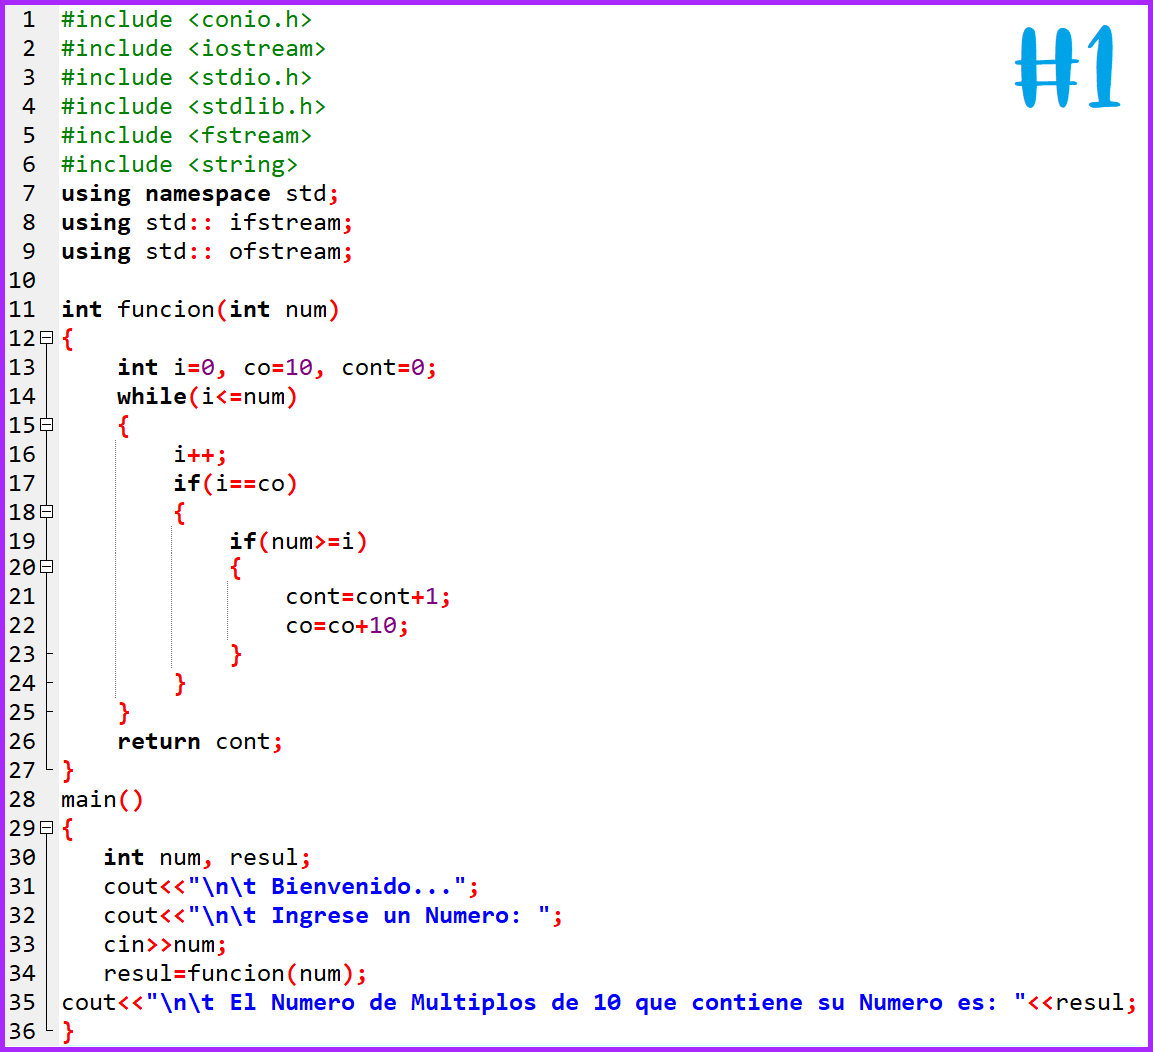 #1
1 #include <conio.h>
2 #include <iostream>
3 #include <stdio.h>
4 #include <stdlib.h>
5 #include <fstream>
6 #include <string>
7 using namespace std;
8 using std:: ifstream;
9 using std:: ofstream;
10
11 int funcion(int num)
12 {
13     int i=0, co=10, cont=0;
14     while(i<=num)
15     {
16         i++;
17         if(i==co)
18         {
19             if(num>=i)
20             {
21                 cont=cont+1;
22                 co=co+10;
23             }
24         }
25     }
26     return cont;
27 }
28 main()
29 {
30    int num, resul;
31    cout<<"\n\t Bienvenido...";
32    cout<<"\n\t Ingrese un Numero: ";
33    cin>>num;
34    resul=funcion(num);
35 cout<<"\n\t El Numero de Multiplos de 10 que contiene su Numero es: "<<resul;
36 }